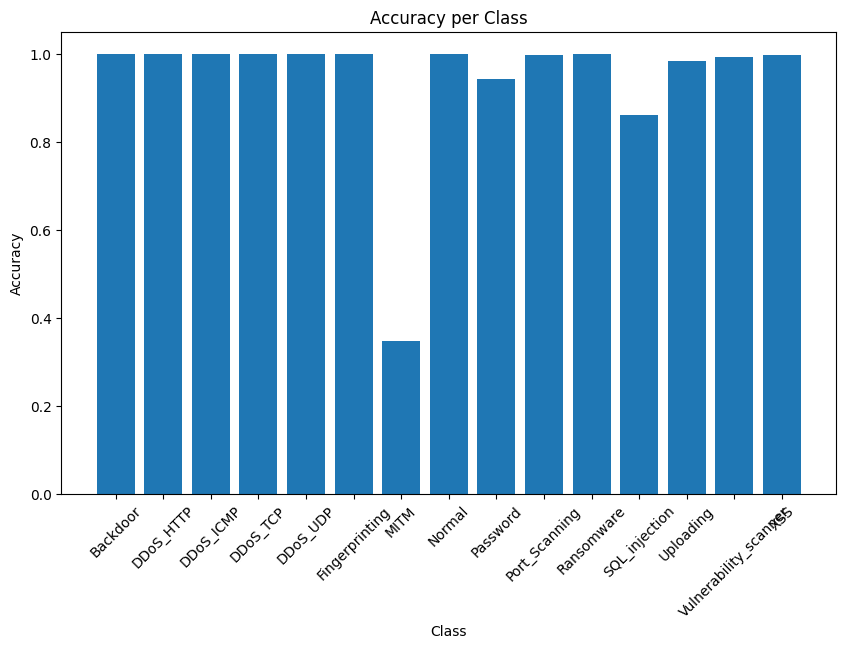 Accuracy per Class
Accuracy
1.0
0.8
0.6
0.4
0.2
0.0
Backdoor
DDoS_HTTP
DDoS_ICMP
DDoS_TCP
DDoS_UDP
Fingerprinting
MITM
Normal
Password
Port_Scanning
Ransomware
SQL_injection
Uploading
Vulnerability_scanner
XSS
Class